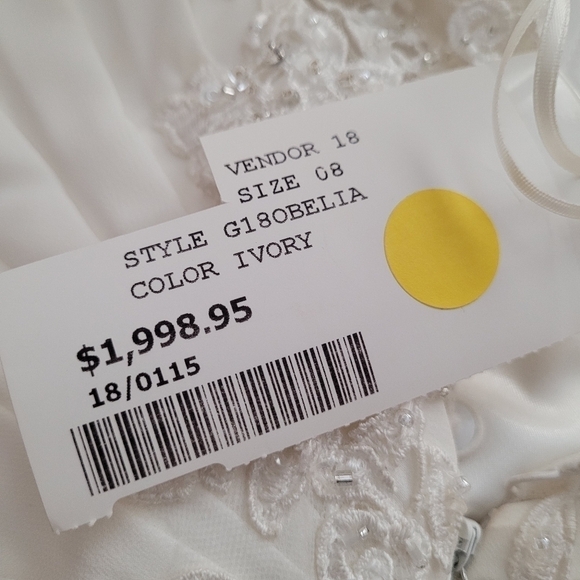 VENDOR 18
SIZE 08
STYLE G18OBELIA
COLOR IVORY
$1,998.95
18/0115